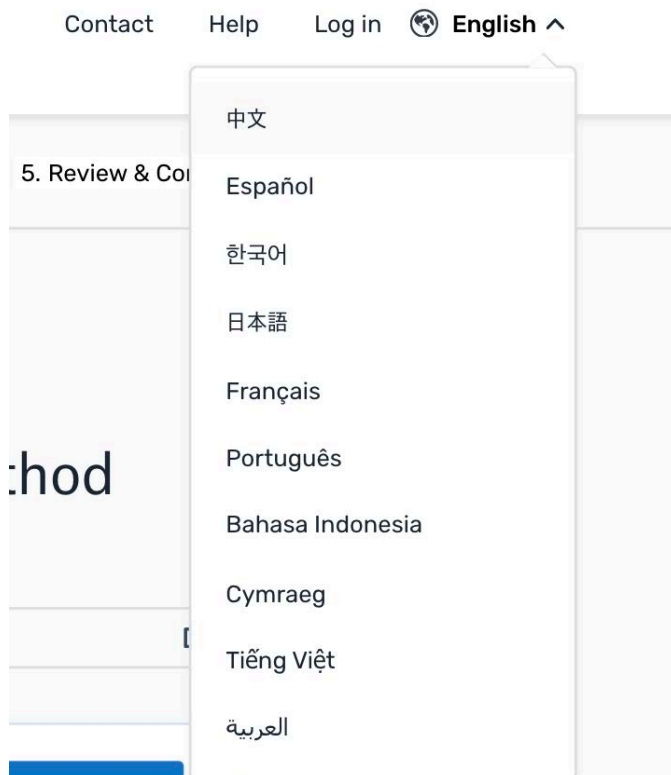 Contact Help Log in English
中文
5. Review & Co
Español
한국어
日本語
Français
Português
thod
Bahasa Indonesia
Cymraeg
Tiếng Việt
العربية